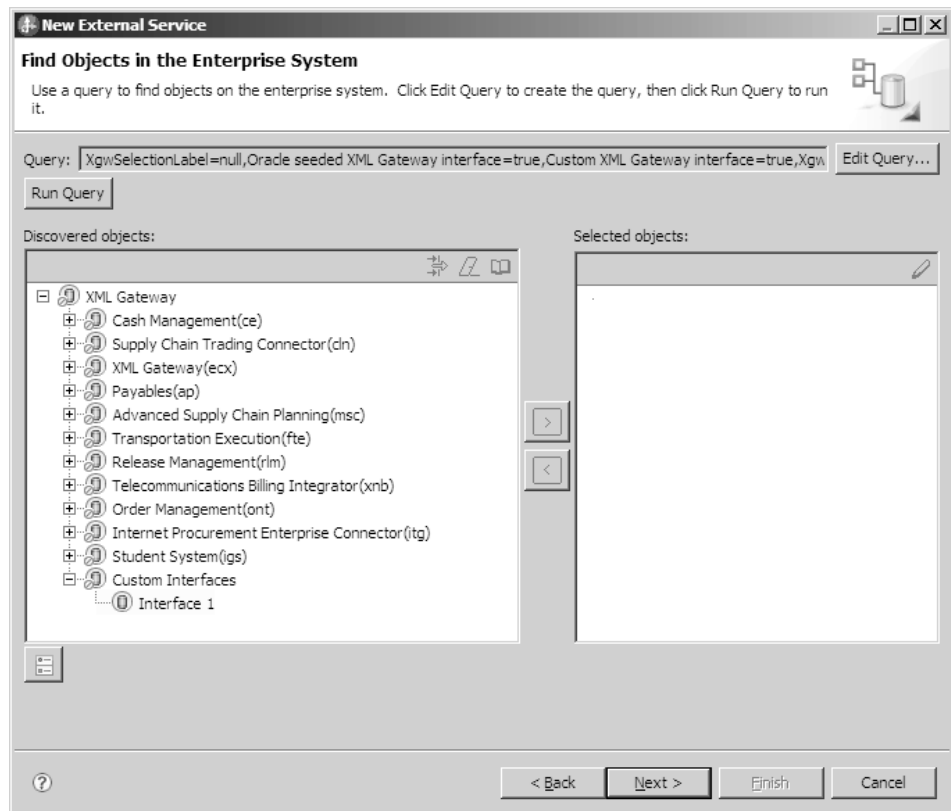 New External Service
Find Objects in the Enterprise System
Use a query to find objects on the enterprise system. Click Edit Query to create the query, then click Run Query to run
it.
Query: XgwSelectionLabel=null,Oracle seeded XML Gateway interface=true,Custom XML Gateway interface=true,Xgw Edit Query...
Run Query
Discovered objects: Selected objects:
XML Gateway
Cash Management(ce)
Supply Chain Trading Connector(cln)
XML Gateway(ecx)
Payables(ap)
Advanced Supply Chain Planning(msc)
Transportation Execution(fte)
Release Management(rlm)
Telecommunications Billing Integrator(xnb)
Order Management(ont)
Internet Procurement Enterprise Connector(itg)
Student System(igs)
Custom Interfaces
Interface 1
< Back Next > Finish Cancel